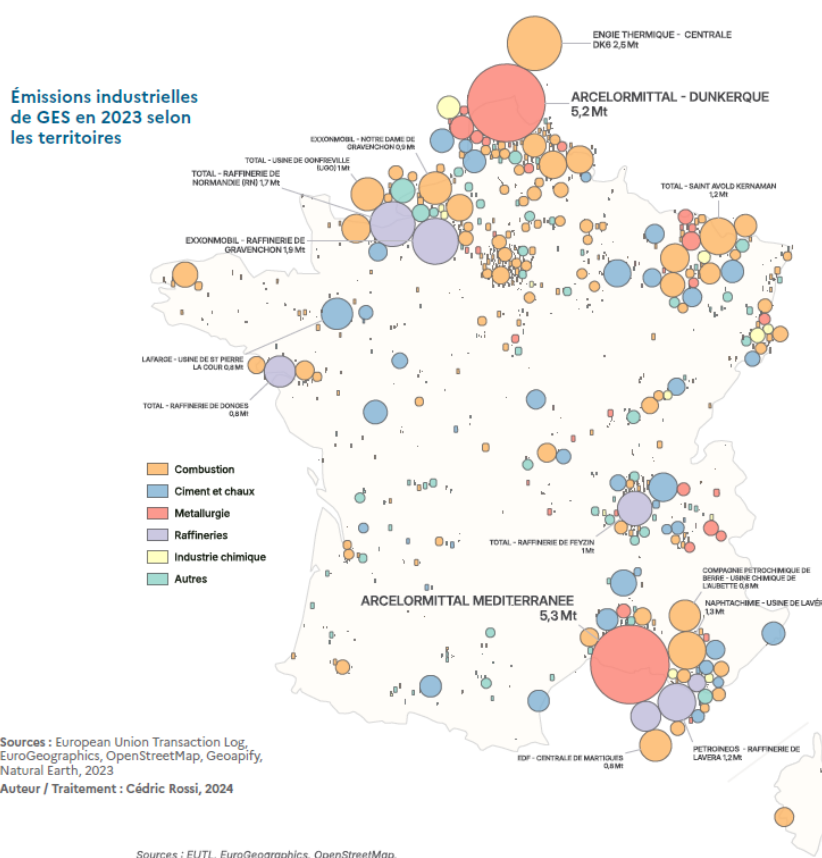 ENGIE THERMIQUE - CENTRALE
DK6 2,5 Mt
Émissions industrielles
de GES en 2023 selon
les territoires
ARCELORMITTAL - DUNKERQUE
5,2 Mt
EXXONMOBIL - NOTRE DAME DE
GRAVENCHON 0,9 Mt
TOTAL - USINE DE GONFREVILLE
(UGO) 1 Mt
TOTAL - RAFFINERIE DE
NORMANDIE (RN) 1,7 Mt
TOTAL - SAINT AVOLD KERNAMAN
1,2 Mt
EXXONMOBIL - RAFFINERIE DE
GRAVENCHON 1,9 Mt
LAFARGE - USINE DE ST PIERRE
LA COUR 0,8 Mt
TOTAL - RAFFINERIE DE DONGES
0,8 Mt
Combustion
Ciment et chaux
Metallurgie
Raffineries
Industrie chimique
Autres
TOTAL - RAFFINERIE DE FEYZIN
1 Mt
COMPAGNIE PETROCHIMIQUE DE
BERRE - USINE CHIMIQUE DE
L'AUBETTE 0,8 Mt
ARCELORMITTAL MEDITERRANEE
5,3 Mt
NAPHTACHIMIE - USINE DE LAVÉR
1,3 Mt
Sources : European Union Transaction Log,
EuroGeographics, OpenStreetMap, Geoapify,
Natural Earth, 2023
Auteur / Traitement : Cédric Rossi, 2024
EDF - CENTRALE DE MARTIGUES
0,8 Mt
PETROINEOS - RAFFINERIE DE
LAVERA 1,2 Mt
Sources : EUTL, EuroGeographics, OpenStreetMap,